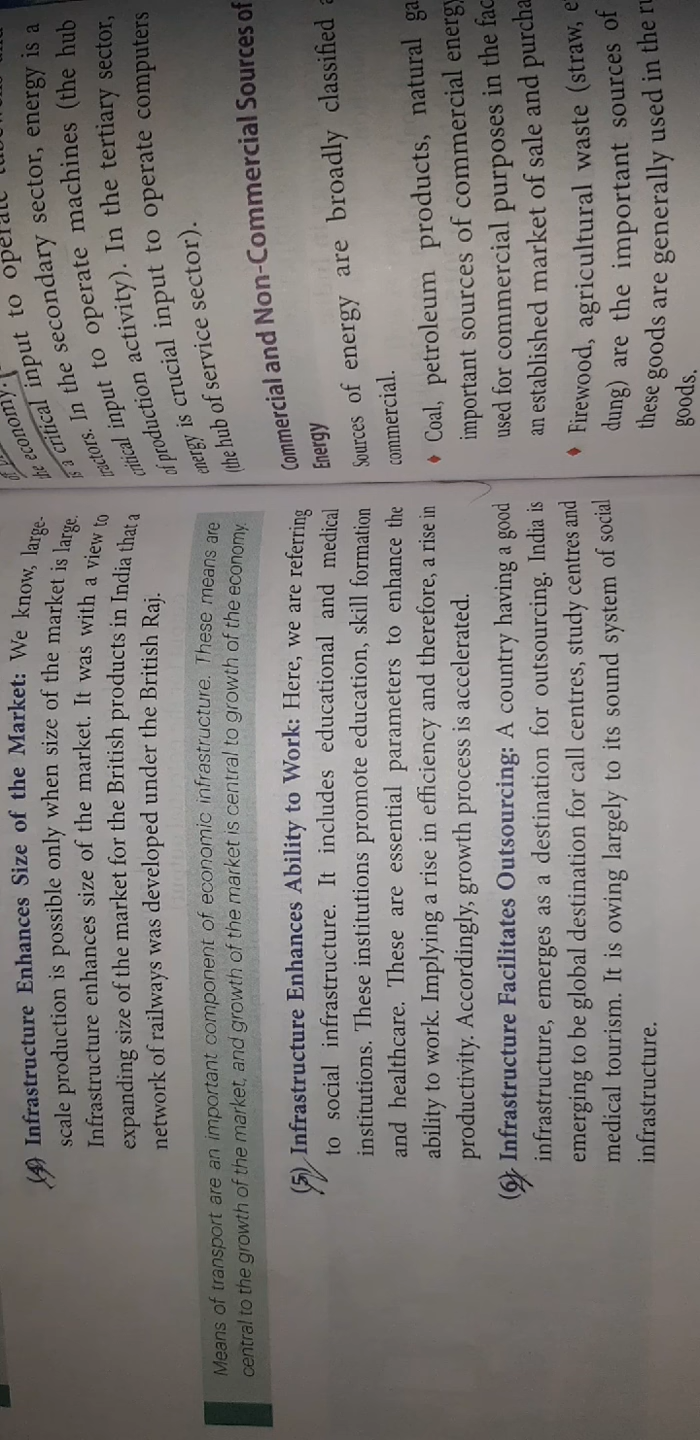 (4) Infrastructure Enhances Size of the Market: We know, large-
scale production is possible only when size of the market is large.
Infrastructure enhances size of the market. It was with a view to
expanding size of the market for the British products in India that a
network of railways was developed under the British Raj.
Means of transport are an important component of economic infrastructure. These means are
central to the growth of the market, and growth of the market is central to growth of the economy.
(5) Infrastructure Enhances Ability to Work: Here, we are referring
to social infrastructure. It includes educational and medical
institutions. These institutions promote education, skill formation
and healthcare. These are essential parameters to enhance the
ability to work. Implying a rise in efficiency and therefore, a rise in
productivity. Accordingly, growth process is accelerated.
(6) Infrastructure Facilitates Outsourcing: A country having a good
infrastructure, emerges as a destination for outsourcing. India is
emerging to be global destination for call centres, study centres and
medical tourism. It is owing largely to its sound system of social
infrastructure.
economy.
the critical input to operate
is a critical secondary sector, energy is a
tractors. In the secondary sector, energy is a
critical input to operate machines (the hub
of production activity). In the tertiary sector,
energy is crucial input to operate computers
(the hub of service sector).
Commercial and Non-Commercial Sources of
Energy
Sources of energy are broadly classified
commercial.
♦ Coal, petroleum products, natural
important sources of commercial energy
used for commercial purposes in the
an established market of sale and
♦ Firewood, agricultural waste (straw,
dung) are the important sources of
these goods are generally used in the
goods.